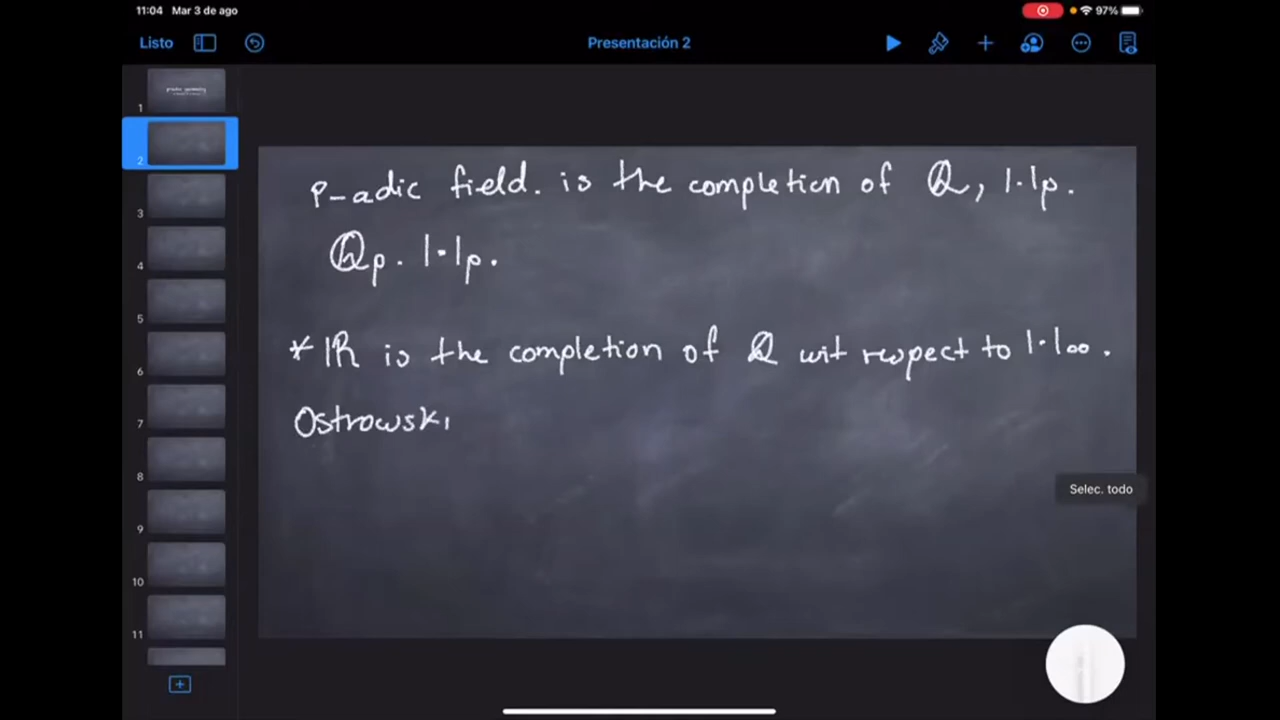 11:04 Mar 3 de ago
97%
Listo
Presentación 2
1
2
3
4
5
6
7
8
9
10
11
P-adic field. is the completion of ℚ, |·|p.
ℚp. |·|p.
* ℝ is the completion of ℚ wit respect to |·|∞.
Ostrowski
Selec. todo